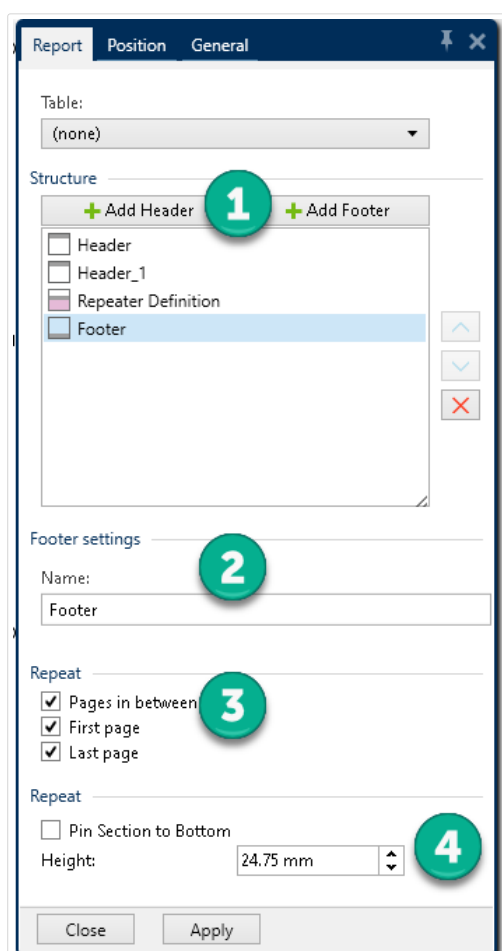 Report Position General
Table:
(none)
Structure
+ Add Header 1 + Add Footer
Header
Header_1
Repeater Definition
Footer
Footer settings
2
Name:
Footer
Repeat
Pages in between
3
First page
Last page
Repeat
Pin Section to Bottom
Height: 24.75 mm
4
Close Apply